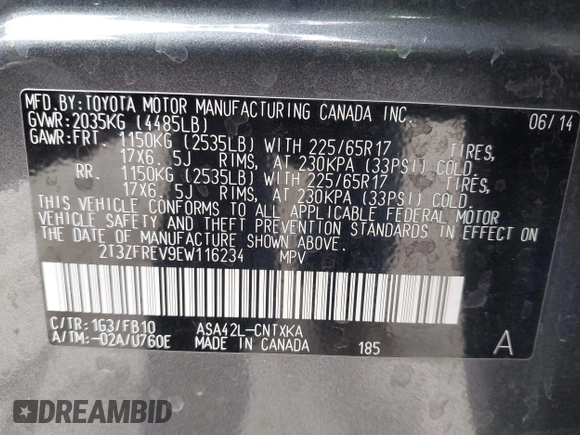 MFD.BY:TOYOTA MOTOR MANUFACTURING CANADA INC. 06/14
GVWR:2035KG (4485LB)
GAWR:FRT. 1150KG (2535LB) WITH 225/65R17 TIRES,
17X6.5J RIMS, AT 230KPA (33PSI) COLD.
RR. 1150KG (2535LB) WITH 225/65R17 TIRES,
17X6.5J RIMS, AT 230KPA (33PSI) COLD.
THIS VEHICLE CONFORMS TO ALL APPLICABLE FEDERAL MOTOR
VEHICLE SAFETY AND THEFT PREVENTION STANDARDS IN EFFECT ON
THE DATE OF MANUFACTURE SHOWN ABOVE.
2T3ZFREV9EW116234 MPV
C/TR:1G3/FB10 ASA42L-CNTXKA
A/TM:-02A/U760E MADE IN CANADA 185 A
DREAMBID